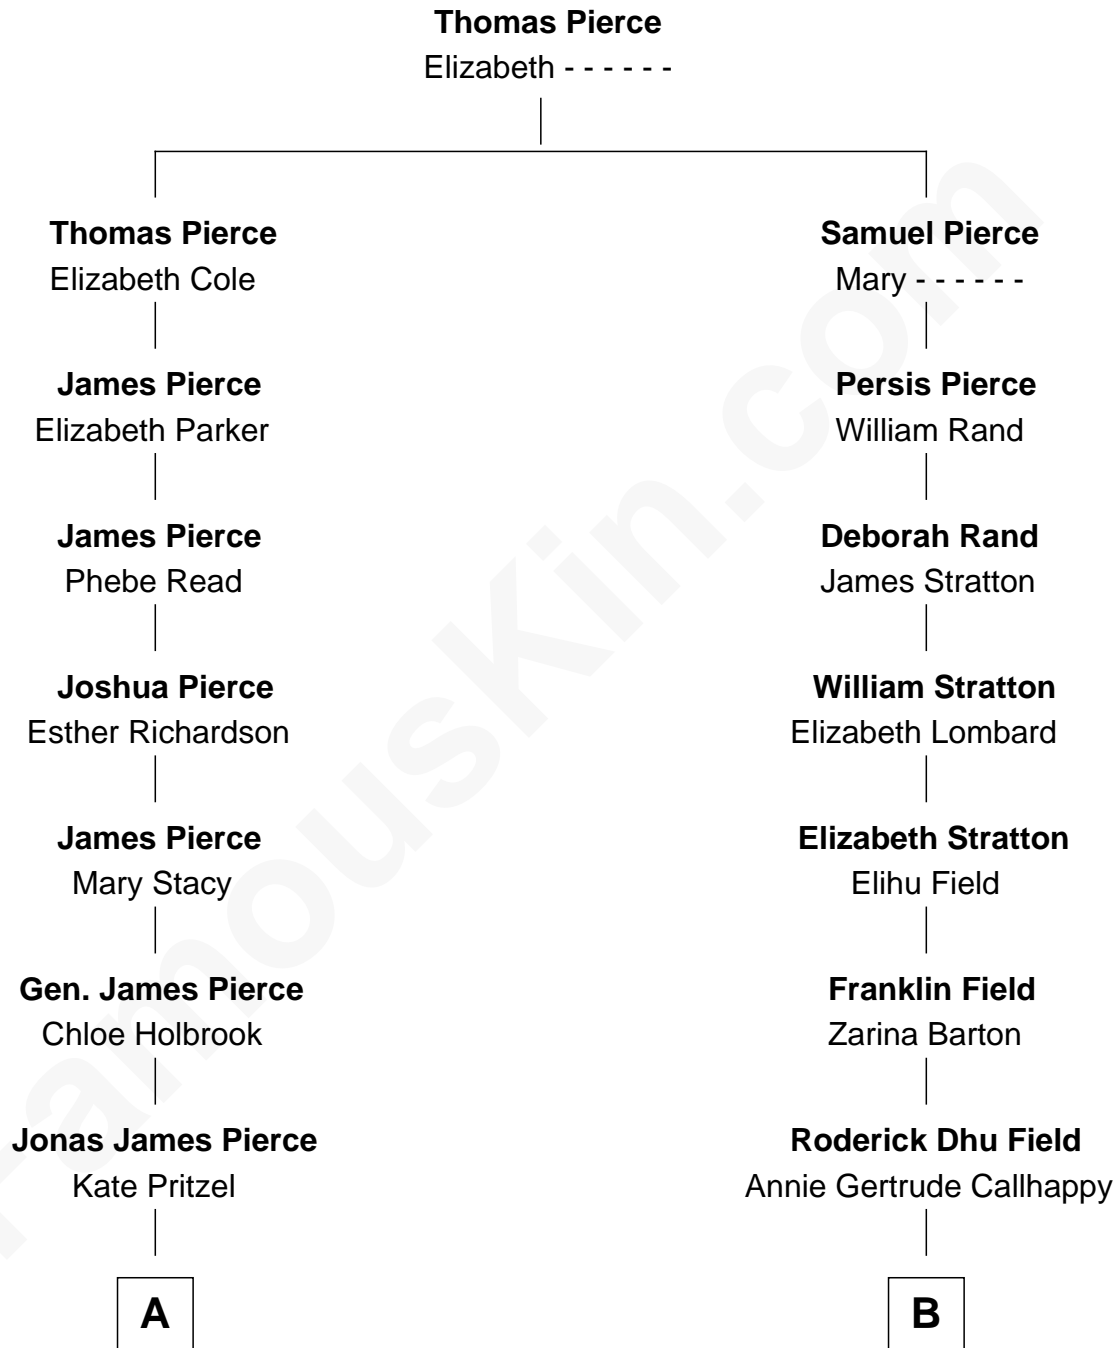 Thomas Pierce
Elizabeth - - - - - -
Thomas Pierce
Elizabeth Cole
James Pierce
Elizabeth Parker
James Pierce
Phebe Read
Joshua Pierce
Esther Richardson
James Pierce
Mary Stacy
Gen. James Pierce
Chloe Holbrook
Jonas James Pierce
Kate Pritzel
A
Samuel Pierce
Mary - - - - - -
Persis Pierce
William Rand
Deborah Rand
James Stratton
William Stratton
Elizabeth Lombard
Elizabeth Stratton
Elihu Field
Franklin Field
Zarina Barton
Roderick Dhu Field
Annie Gertrude Callhappy
B
FamousKin.com